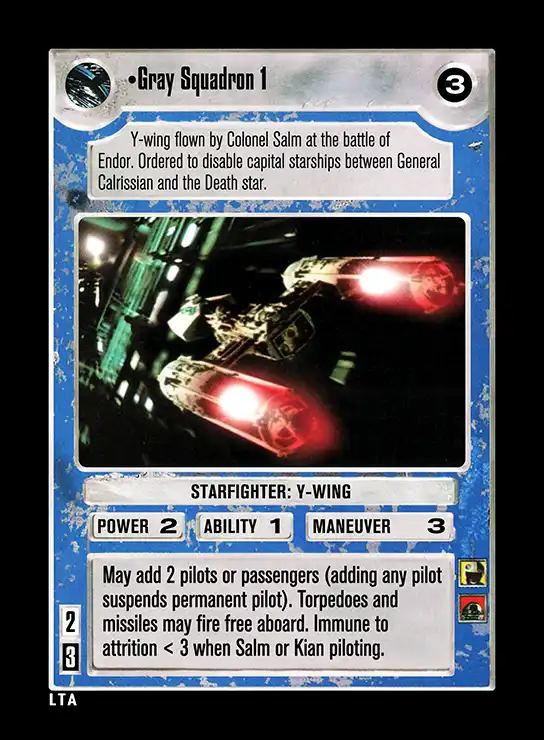 •Gray Squadron 1
3
Y-wing flown by Colonel Salm at the battle of
Endor. Ordered to disable capital starships between General
Calrissian and the Death star.
STARFIGHTER: Y-WING
POWER 2 ABILITY 1 MANEUVER 3
May add 2 pilots or passengers (adding any pilot
suspends permanent pilot). Torpedoes and
missiles may fire free aboard. Immune to
attrition < 3 when Salm or Kian piloting.
2
3
LTA